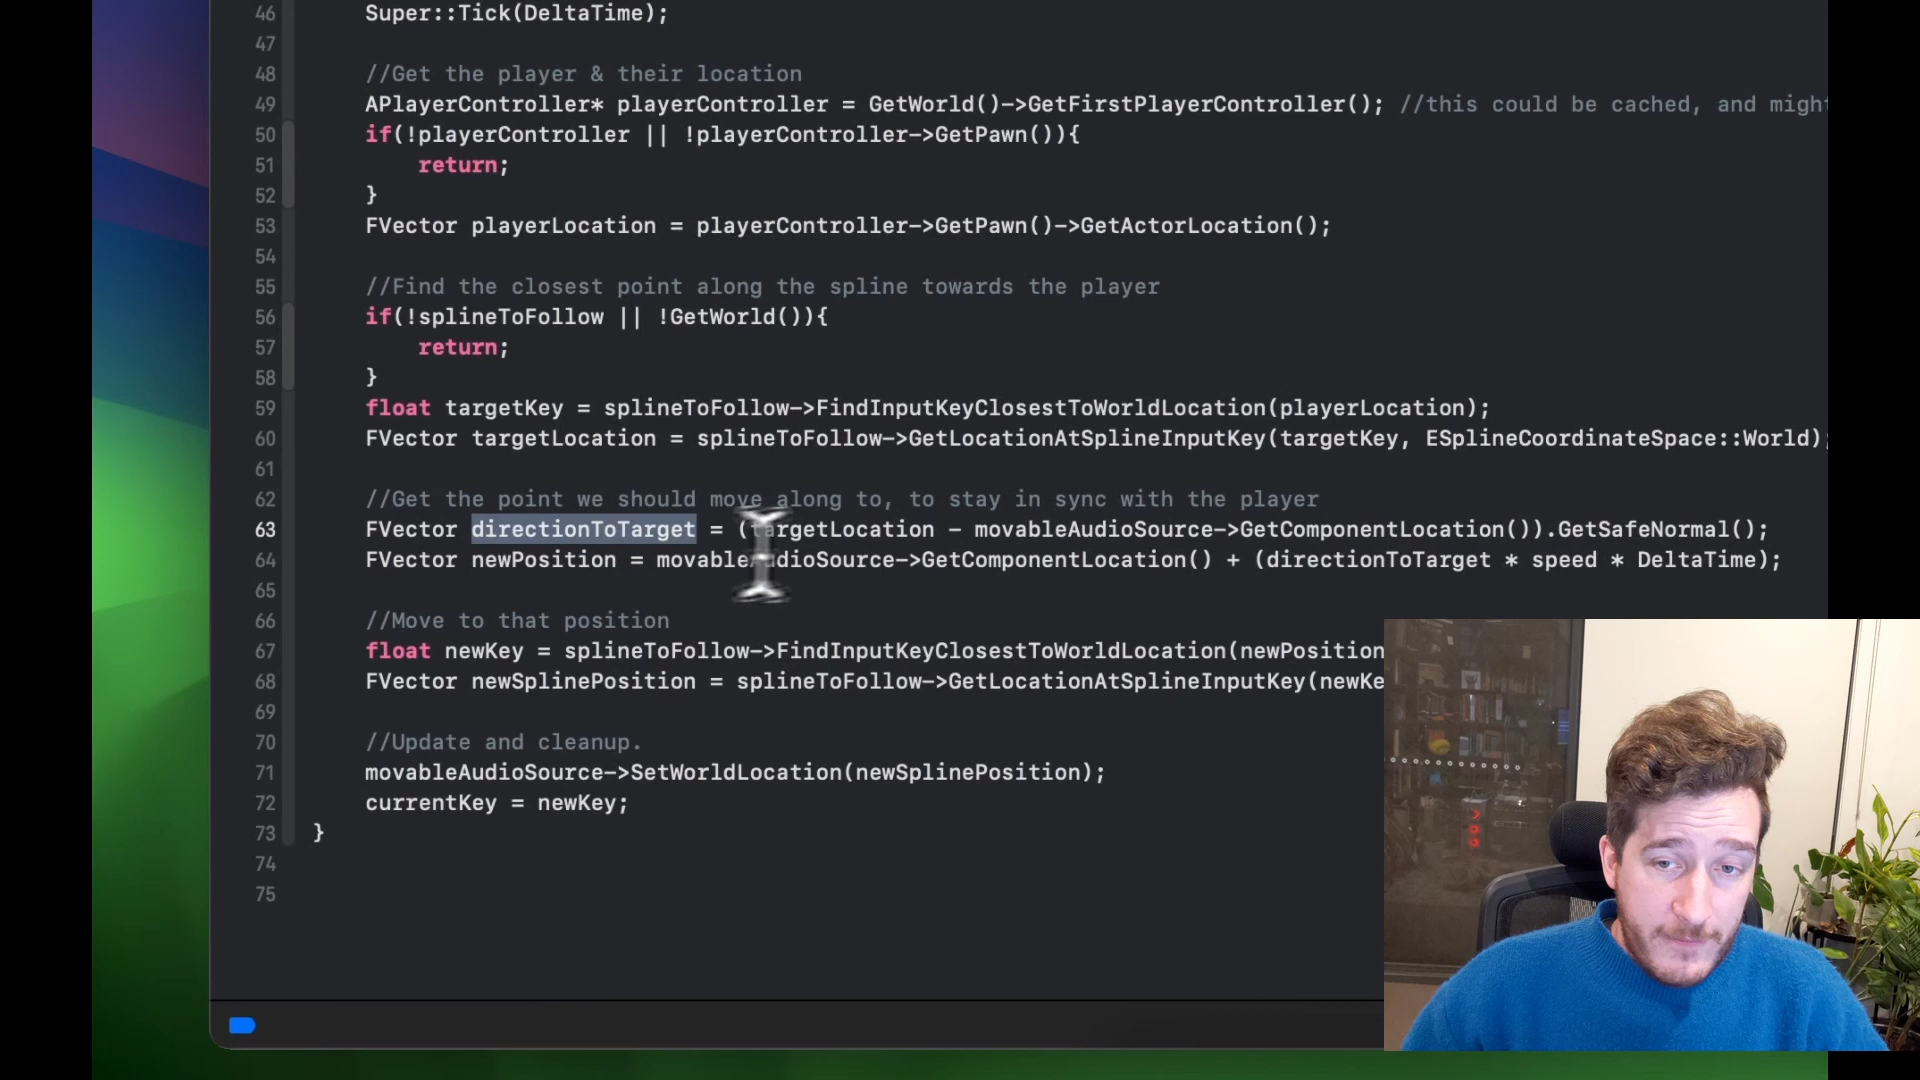 46 Super::Tick(DeltaTime);
47
48 //Get the player & their location
49 APlayerController* playerController = GetWorld()->GetFirstPlayerController(); //this could be cached, and might
50 if(!playerController || !playerController->GetPawn()){
51 return;
52 }
53 FVector playerLocation = playerController->GetPawn()->GetActorLocation();
54
55 //Find the closest point along the spline towards the player
56 if(!splineToFollow || !GetWorld()){
57 return;
58 }
59 float targetKey = splineToFollow->FindInputKeyClosestToWorldLocation(playerLocation);
60 FVector targetLocation = splineToFollow->GetLocationAtSplineInputKey(targetKey, ESplineCoordinateSpace::World);
61
62 //Get the point we should move along to, to stay in sync with the player
63 FVector directionToTarget = (targetLocation - movableAudioSource->GetComponentLocation()).GetSafeNormal();
64 FVector newPosition = movableAudioSource->GetComponentLocation() + (directionToTarget * speed * DeltaTime);
65
66 //Move to that position
67 float newKey = splineToFollow->FindInputKeyClosestToWorldLocation(newPosition
68 FVector newSplinePosition = splineToFollow->GetLocationAtSplineInputKey(newKe
69
70 //Update and cleanup.
71 movableAudioSource->SetWorldLocation(newSplinePosition);
72 currentKey = newKey;
73 }
74
75